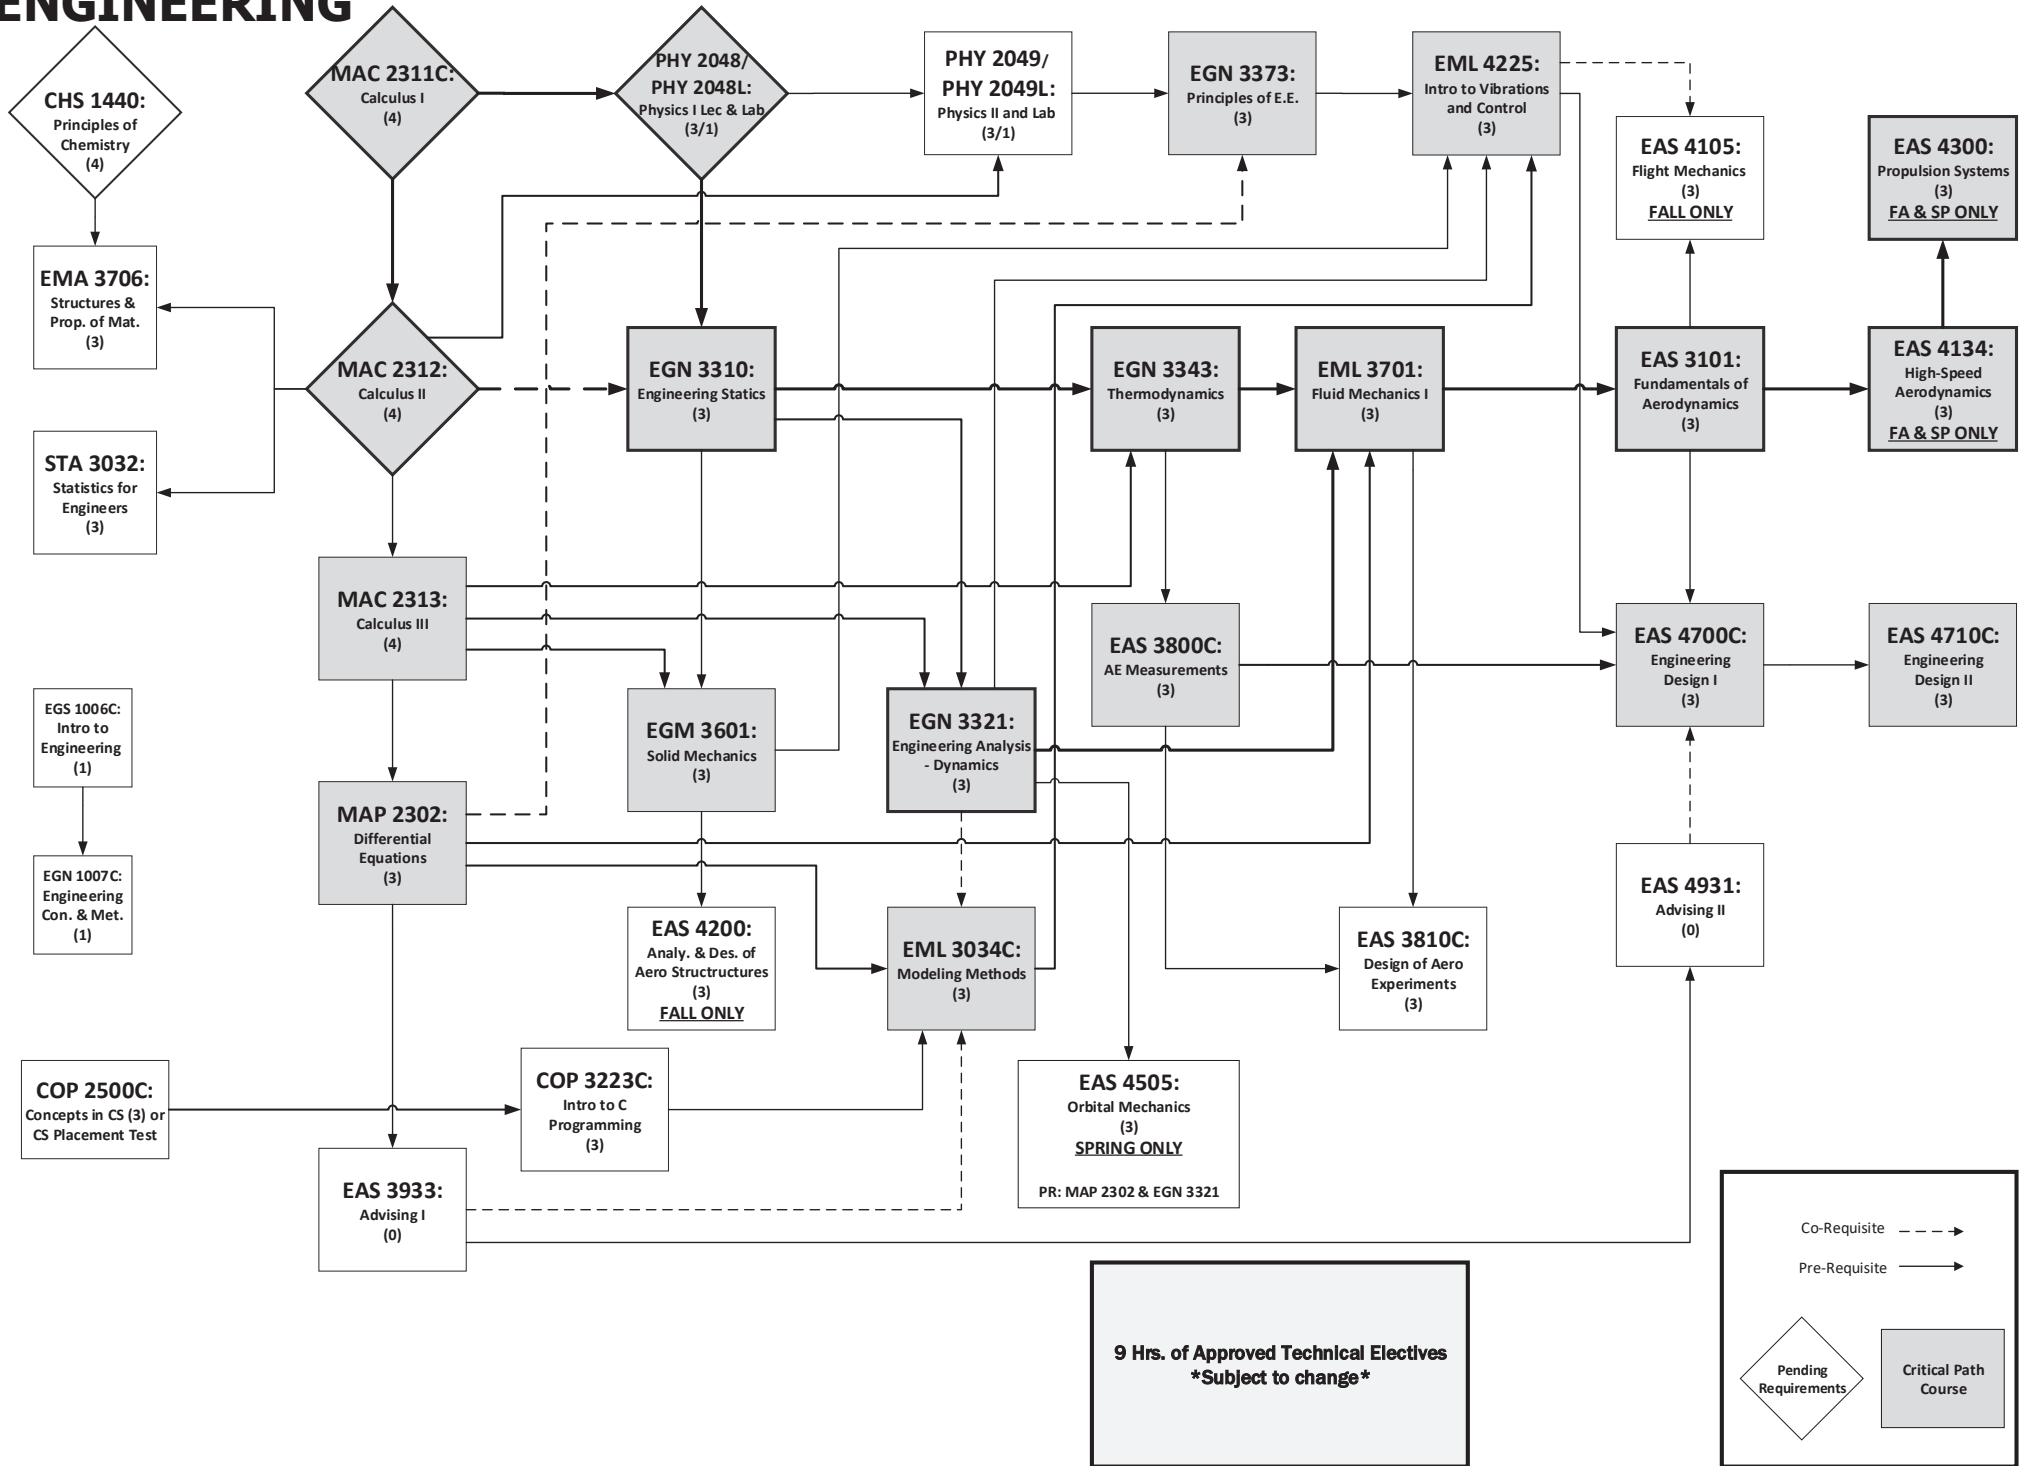 ENGINEERING
CHS 1440:
Principles of
Chemistry
(4)
MAC 2311C:
Calculus I
(4)
PHY 2048/
PHY 2048L:
Physics I Lec & Lab
(3/1)
PHY 2049/
PHY 2049L:
Physics II and Lab
(3/1)
EGN 3373:
Principles of E.E.
(3)
EML 4225:
Intro to Vibrations
and Control
(3)
EAS 4105:
Flight Mechanics
(3)
FALL ONLY
EAS 4300:
Propulsion Systems
(3)
FA & SP ONLY
EMA 3706:
Structures &
Prop. of Mat.
(3)
MAC 2312:
Calculus II
(4)
EGN 3310:
Engineering Statics
(3)
EGN 3343:
Thermodynamics
(3)
EML 3701:
Fluid Mechanics I
(3)
EAS 3101:
Fundamentals of
Aerodynamics
(3)
EAS 4134:
High-Speed
Aerodynamics
(3)
FA & SP ONLY
STA 3032:
Statistics for
Engineers
(3)
MAC 2313:
Calculus III
(4)
EAS 3800C:
AE Measurements
(3)
EAS 4700C:
Engineering
Design I
(3)
EAS 4710C:
Engineering
Design II
(3)
EGS 1006C:
Intro to
Engineering
(1)
EGM 3601:
Solid Mechanics
(3)
EGN 3321:
Engineering Analysis
- Dynamics
(3)
MAP 2302:
Differential
Equations
(3)
EGN 1007C:
Engineering
Con. & Met.
(1)
EAS 4200:
Analy. & Des. of
Aero Structructures
(3)
FALL ONLY
EML 3034C:
Modeling Methods
(3)
EAS 3810C:
Design of Aero
Experiments
(3)
EAS 4931:
Advising II
(0)
COP 2500C:
Concepts in CS (3) or
CS Placement Test
COP 3223C:
Intro to C
Programming
(3)
EAS 4505:
Orbital Mechanics
(3)
SPRING ONLY
PR: MAP 2302 & EGN 3321
EAS 3933:
Advising I
(0)
9 Hrs. of Approved Technical Electives
*Subject to change*
Co-Requisite
Pre-Requisite
Pending
Requirements
Critical Path
Course